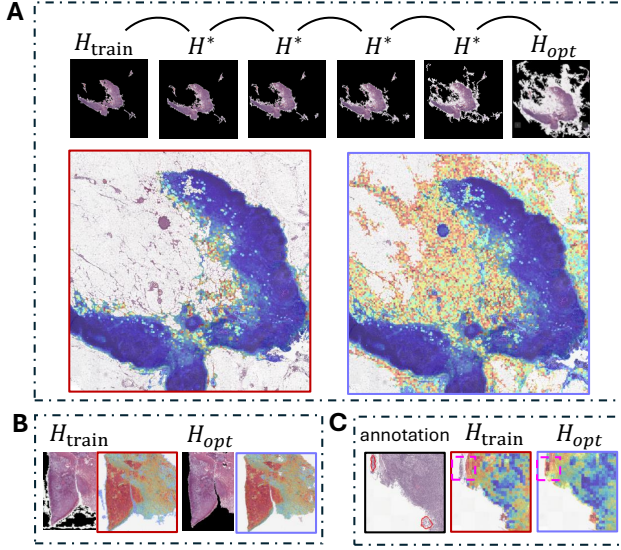 A
H_train H* H* H* H* H_opt
B
H_train H_opt
C
annotation H_train H_opt